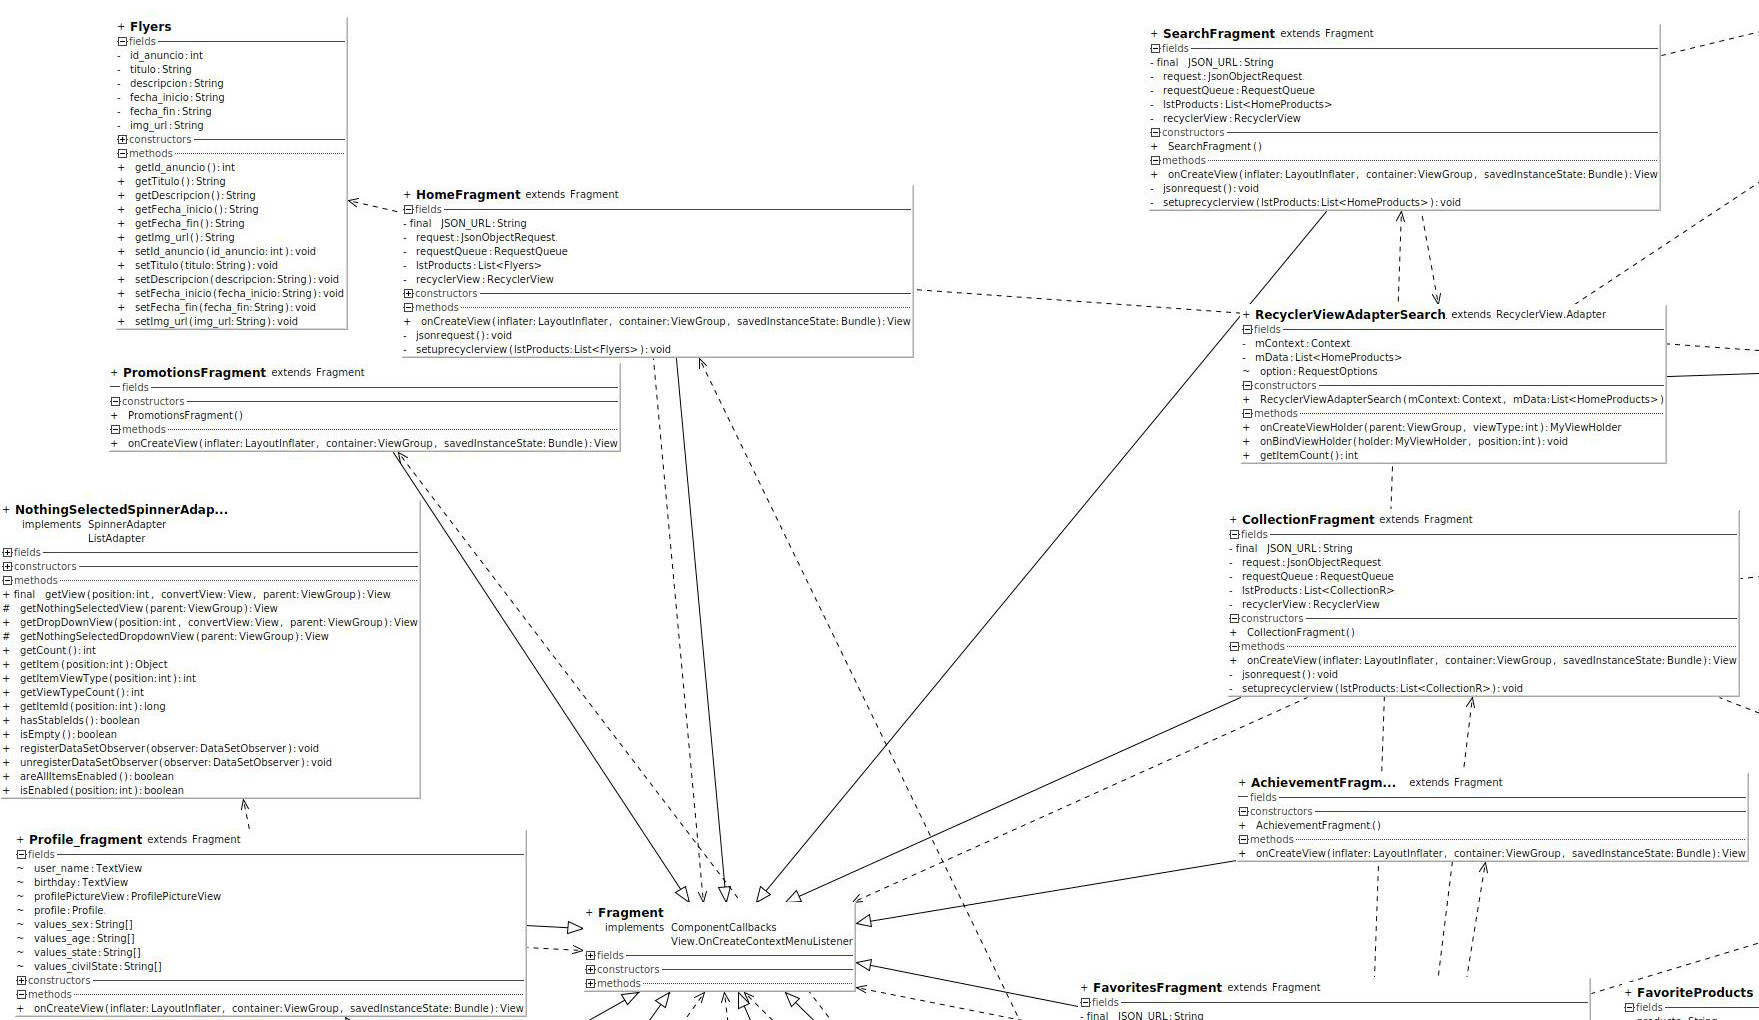 + Flyers
fields
- id_anuncio: int
- titulo: String
- descripcion: String
- fecha_inicio: String
- fecha_fin: String
- img_url: String
constructors
methods
+ getId_anuncio(): int
+ getTitulo(): String
+ getDescripcion(): String
+ getFecha_inicio(): String
+ getFecha_fin(): String
+ getImg_url(): String
+ setId_anuncio(id_anuncio: int): void
+ setTitulo(titulo: String): void
+ setDescripcion(descripcion: String): void
+ setFecha_inicio(fecha_inicio: String): void
+ setFecha_fin(fecha_fin: String): void
+ setImg_url(img_url: String): void
+ HomeFragment extends Fragment
fields
- final JSON_URL: String
- request: JsonObjectRequest
- requestQueue: RequestQueue
- lstProducts: List<Flyers>
- recyclerView: RecyclerView
constructors
methods
+ onCreateView(inflater: LayoutInflater, container: ViewGroup, savedInstanceState: Bundle): View
- jsonrequest(): void
- setuprecyclerview(lstProducts: List<Flyers>): void
+ SearchFragment extends Fragment
fields
- final JSON_URL: String
- request: JsonObjectRequest
- requestQueue: RequestQueue
- lstProducts: List<HomeProducts>
- recyclerView: RecyclerView
constructors
+ SearchFragment()
methods
+ onCreateView(inflater: LayoutInflater, container: ViewGroup, savedInstanceState: Bundle): View
- jsonrequest(): void
- setuprecyclerview(lstProducts: List<HomeProducts>): void
+ RecyclerViewAdapterSearch extends RecyclerView.Adapter
fields
- mContext: Context
- mData: List<HomeProducts>
~ option: RequestOptions
constructors
+ RecyclerViewAdapterSearch(mContext: Context, mData: List<HomeProducts>)
methods
+ onCreateViewHolder(parent: ViewGroup, viewType: int): MyViewHolder
+ onBindViewHolder(holder: MyViewHolder, position: int): void
+ getItemCount(): int
+ PromotionsFragment extends Fragment
fields
constructors
+ PromotionsFragment()
methods
+ onCreateView(inflater: LayoutInflater, container: ViewGroup, savedInstanceState: Bundle): View
+ NothingSelectedSpinnerAdap...
implements SpinnerAdapter
ListAdapter
fields
constructors
methods
+ final getView(position: int, convertView: View, parent: ViewGroup): View
# getNothingSelectedView(parent: ViewGroup): View
+ getDropDownView(position: int, convertView: View, parent: ViewGroup): View
# getNothingSelectedDropdownView(parent: ViewGroup): View
+ getCount(): int
+ getItem(position: int): Object
+ getItemViewType(position: int): int
+ getViewTypeCount(): int
+ getItemId(position: int): long
+ hasStableIds(): boolean
+ isEmpty(): boolean
+ registerDataSetObserver(observer: DataSetObserver): void
+ unregisterDataSetObserver(observer: DataSetObserver): void
+ areAllItemsEnabled(): boolean
+ isEnabled(position: int): boolean
+ CollectionFragment extends Fragment
fields
- final JSON_URL: String
- request: JsonObjectRequest
- requestQueue: RequestQueue
- lstProducts: List<CollectionR>
- recyclerView: RecyclerView
constructors
+ CollectionFragment()
methods
+ onCreateView(inflater: LayoutInflater, container: ViewGroup, savedInstanceState: Bundle): View
- jsonrequest(): void
- setuprecyclerview(lstProducts: List<CollectionR>): void
+ AchievementFragm... extends Fragment
fields
constructors
+ AchievementFragment()
methods
+ onCreateView(inflater: LayoutInflater, container: ViewGroup, savedInstanceState: Bundle): View
+ Profile_fragment extends Fragment
fields
~ user_name: TextView
~ birthday: TextView
~ profilePictureView: ProfilePictureView
~ profile: Profile
~ values_sex: String[]
~ values_age: String[]
~ values_state: String[]
~ values_civilState: String[]
constructors
methods
+ onCreateView(inflater: LayoutInflater, container: ViewGroup, savedInstanceState: Bundle): View
+ Fragment
implements ComponentCallbacks
View.OnCreateContextMenuListener
fields
constructors
methods
+ FavoritesFragment extends Fragment
fields
- final JSON_URL: String
+ FavoriteProducts
fields